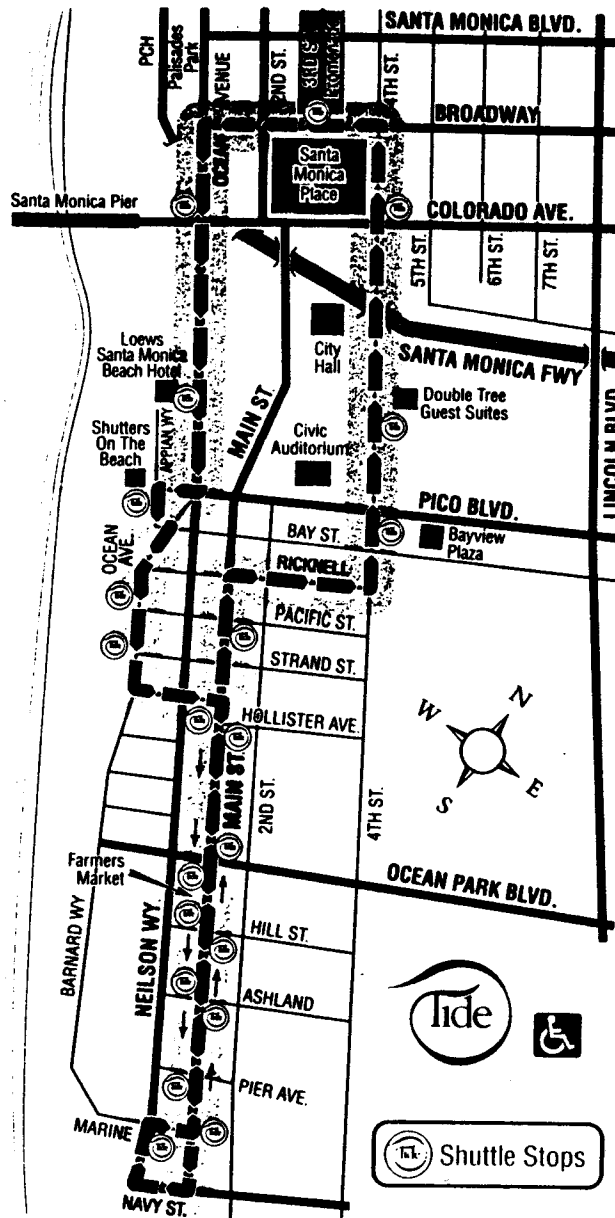 SANTA MONICA BLVD.
PCH
Palisades
Park
OCEAN AVENUE
2ND ST.
3RD ST.
Promenade
4TH ST.
BROADWAY
Santa
Monica
Place
Santa Monica Pier
COLORADO AVE.
5TH ST.
6TH ST.
7TH ST.
Loews
Santa Monica
Beach Hotel
City
Hall
SANTA MONICA FWY
LINCOLN BLVD.
MAIN ST.
Double Tree
Guest Suites
Shutters
On The
Beach
APPIAN WY
Civic
Auditorium
PICO BLVD.
BAY ST.
Bayview
Plaza
OCEAN
AVE.
RICKNELL
PACIFIC ST.
STRAND ST.
HOLLISTER AVE.
N
W
E
S
MAIN ST.
2ND ST.
4TH ST.
Farmers
Market
OCEAN PARK BLVD.
BARNARD WY
NEILSON WY.
HILL ST.
ASHLAND
Tide
PIER AVE.
MARINE
Tide
Shuttle Stops
NAVY ST.